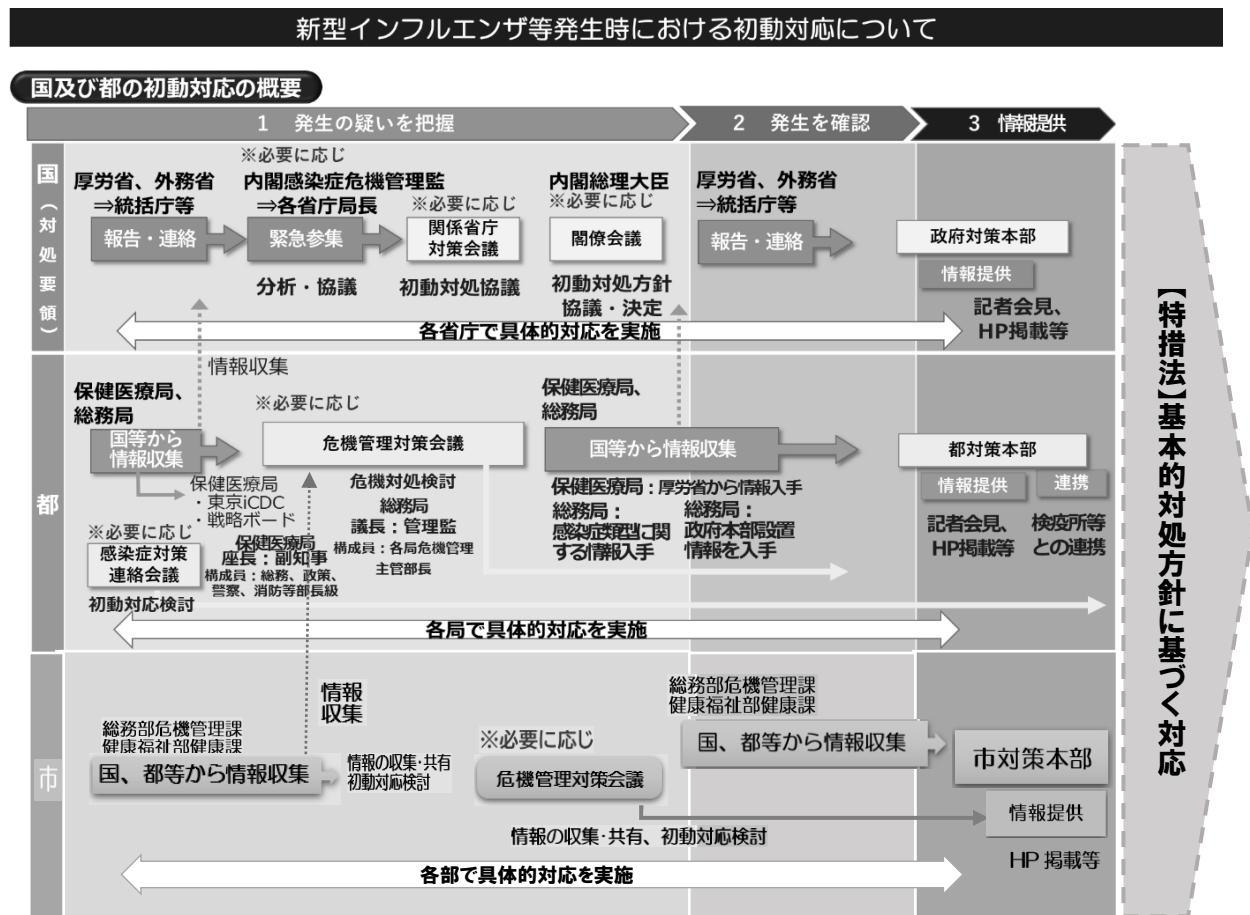 新型インフルエンザ等発生時における初動対応について
国及び都の初動対応の概要
1 発生の疑いを把握
2 発生を確認
3 情報提供
国(対処要領)
※必要に応じ
厚労省、外務省
⇒統括庁等
報告・連絡
内閣感染症危機管理監
⇒各省庁局長
緊急参集
分析・協議
※必要に応じ
関係省庁
対策会議
初動対処協議
内閣総理大臣
※必要に応じ
閣僚会議
初動対処方針
協議・決定
厚労省、外務省
⇒統括庁等
報告・連絡
政府対策本部
情報提供
記者会見、
HP掲載等
各省庁で具体的対応を実施
都
情報収集
保健医療局、
総務局
国等から
情報収集
保健医療局
・東京iCDC
・戦略ボード
※必要に応じ
感染症対策
連絡会議
初動対応検討
保健医療局
座長:副知事
構成員:総務、政策、
警察、消防等部長級
※必要に応じ
危機管理対策会議
危機対処検討
総務局
議長:管理監
構成員:各局危機管理
主管部長
保健医療局、
総務局
国等から情報収集
保健医療局:厚労省から情報入手
総務局:
感染症類型に関
する情報入手
総務局:
政府本部設置
情報を入手
都対策本部
情報提供
連携
記者会見、
HP掲載等
検疫所等
との連携
各局で具体的対応を実施
市
情報
収集
総務部危機管理課
健康福祉部健康課
国、都等から情報収集
情報の収集・共有
初動対応検討
※必要に応じ
危機管理対策会議
情報の収集・共有、初動対応検討
総務部危機管理課
健康福祉部健康課
国、都等から情報収集
市対策本部
情報提供
HP 掲載等
各部で具体的対応を実施
【特措法】基本的対処方針に基づく対応